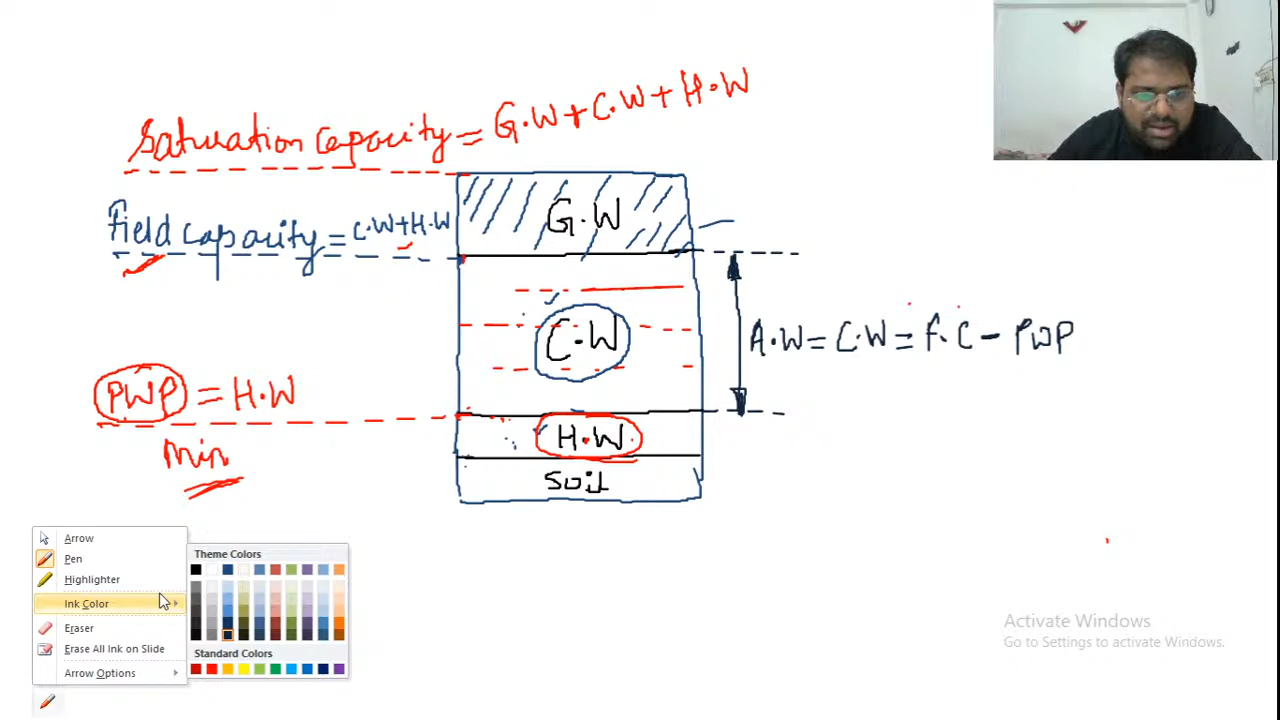 Saturation capacity = G.W + C.W + H.W
Field capacity = C.W + H.W
G.W
C.W
A.W = C.W = F.C - PWP
PWP = H.W
Min
H.W
Soil
Arrow
Pen
Highlighter
Ink Color
Eraser
Erase All Ink on Slide
Arrow Options
Theme Colors
Standard Colors
Activate Windows
Go to Settings to activate Windows.